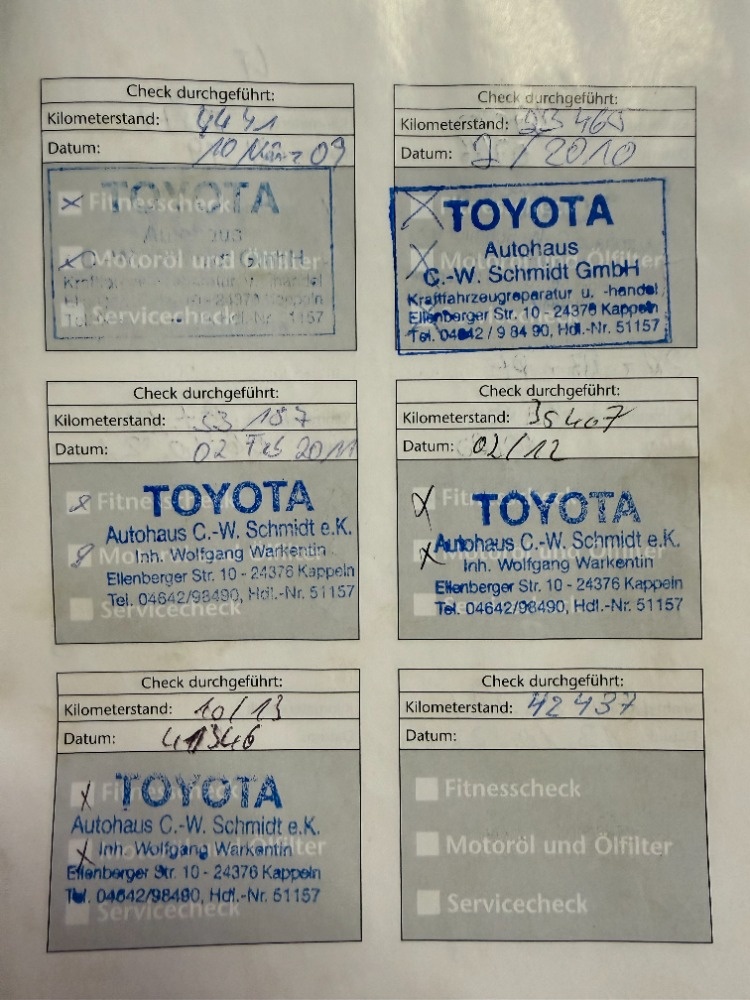 Check durchgeführt:
Kilometerstand: 4441
Datum: 10 März 09
Fitnesscheck
TOYOTA
Motoröl und Ölfilter
GmbH
Servicecheck
Check durchgeführt:
Kilometerstand: 23460
Datum: 2/2010
TOYOTA
Autohaus
C.-W. Schmidt GmbH
Kraftfahrzeugreparatur u. -handel
Ellenberger Str. 10 - 24376 Kappeln
Tel. 04642 / 9 84 90, Hdl.-Nr. 51157
Check durchgeführt:
Kilometerstand: 33 187
Datum: 02 Feb 2011
TOYOTA
Autohaus C.-W. Schmidt e.K.
Inh. Wolfgang Warkentin
Ellenberger Str. 10 - 24376 Kappeln
Tel. 04642/98490, Hdl.-Nr. 51157
Servicecheck
Check durchgeführt:
Kilometerstand: 35407
Datum: 02/12
TOYOTA
Autohaus C.-W. Schmidt e.K.
Inh. Wolfgang Warkentin
Ellenberger Str. 10 - 24376 Kappeln
Tel. 04642/98490, Hdl.-Nr. 51157
Check durchgeführt:
Kilometerstand: 10/13
Datum: 41346
TOYOTA
Autohaus C.-W. Schmidt e.K.
Inh. Wolfgang Warkentin
Ellenberger Str. 10 - 24376 Kappeln
Tel. 04642/98490, Hdl.-Nr. 51157
Servicecheck
Check durchgeführt:
Kilometerstand: 42 437
Datum:
Fitnesscheck
Motoröl und Ölfilter
Servicecheck